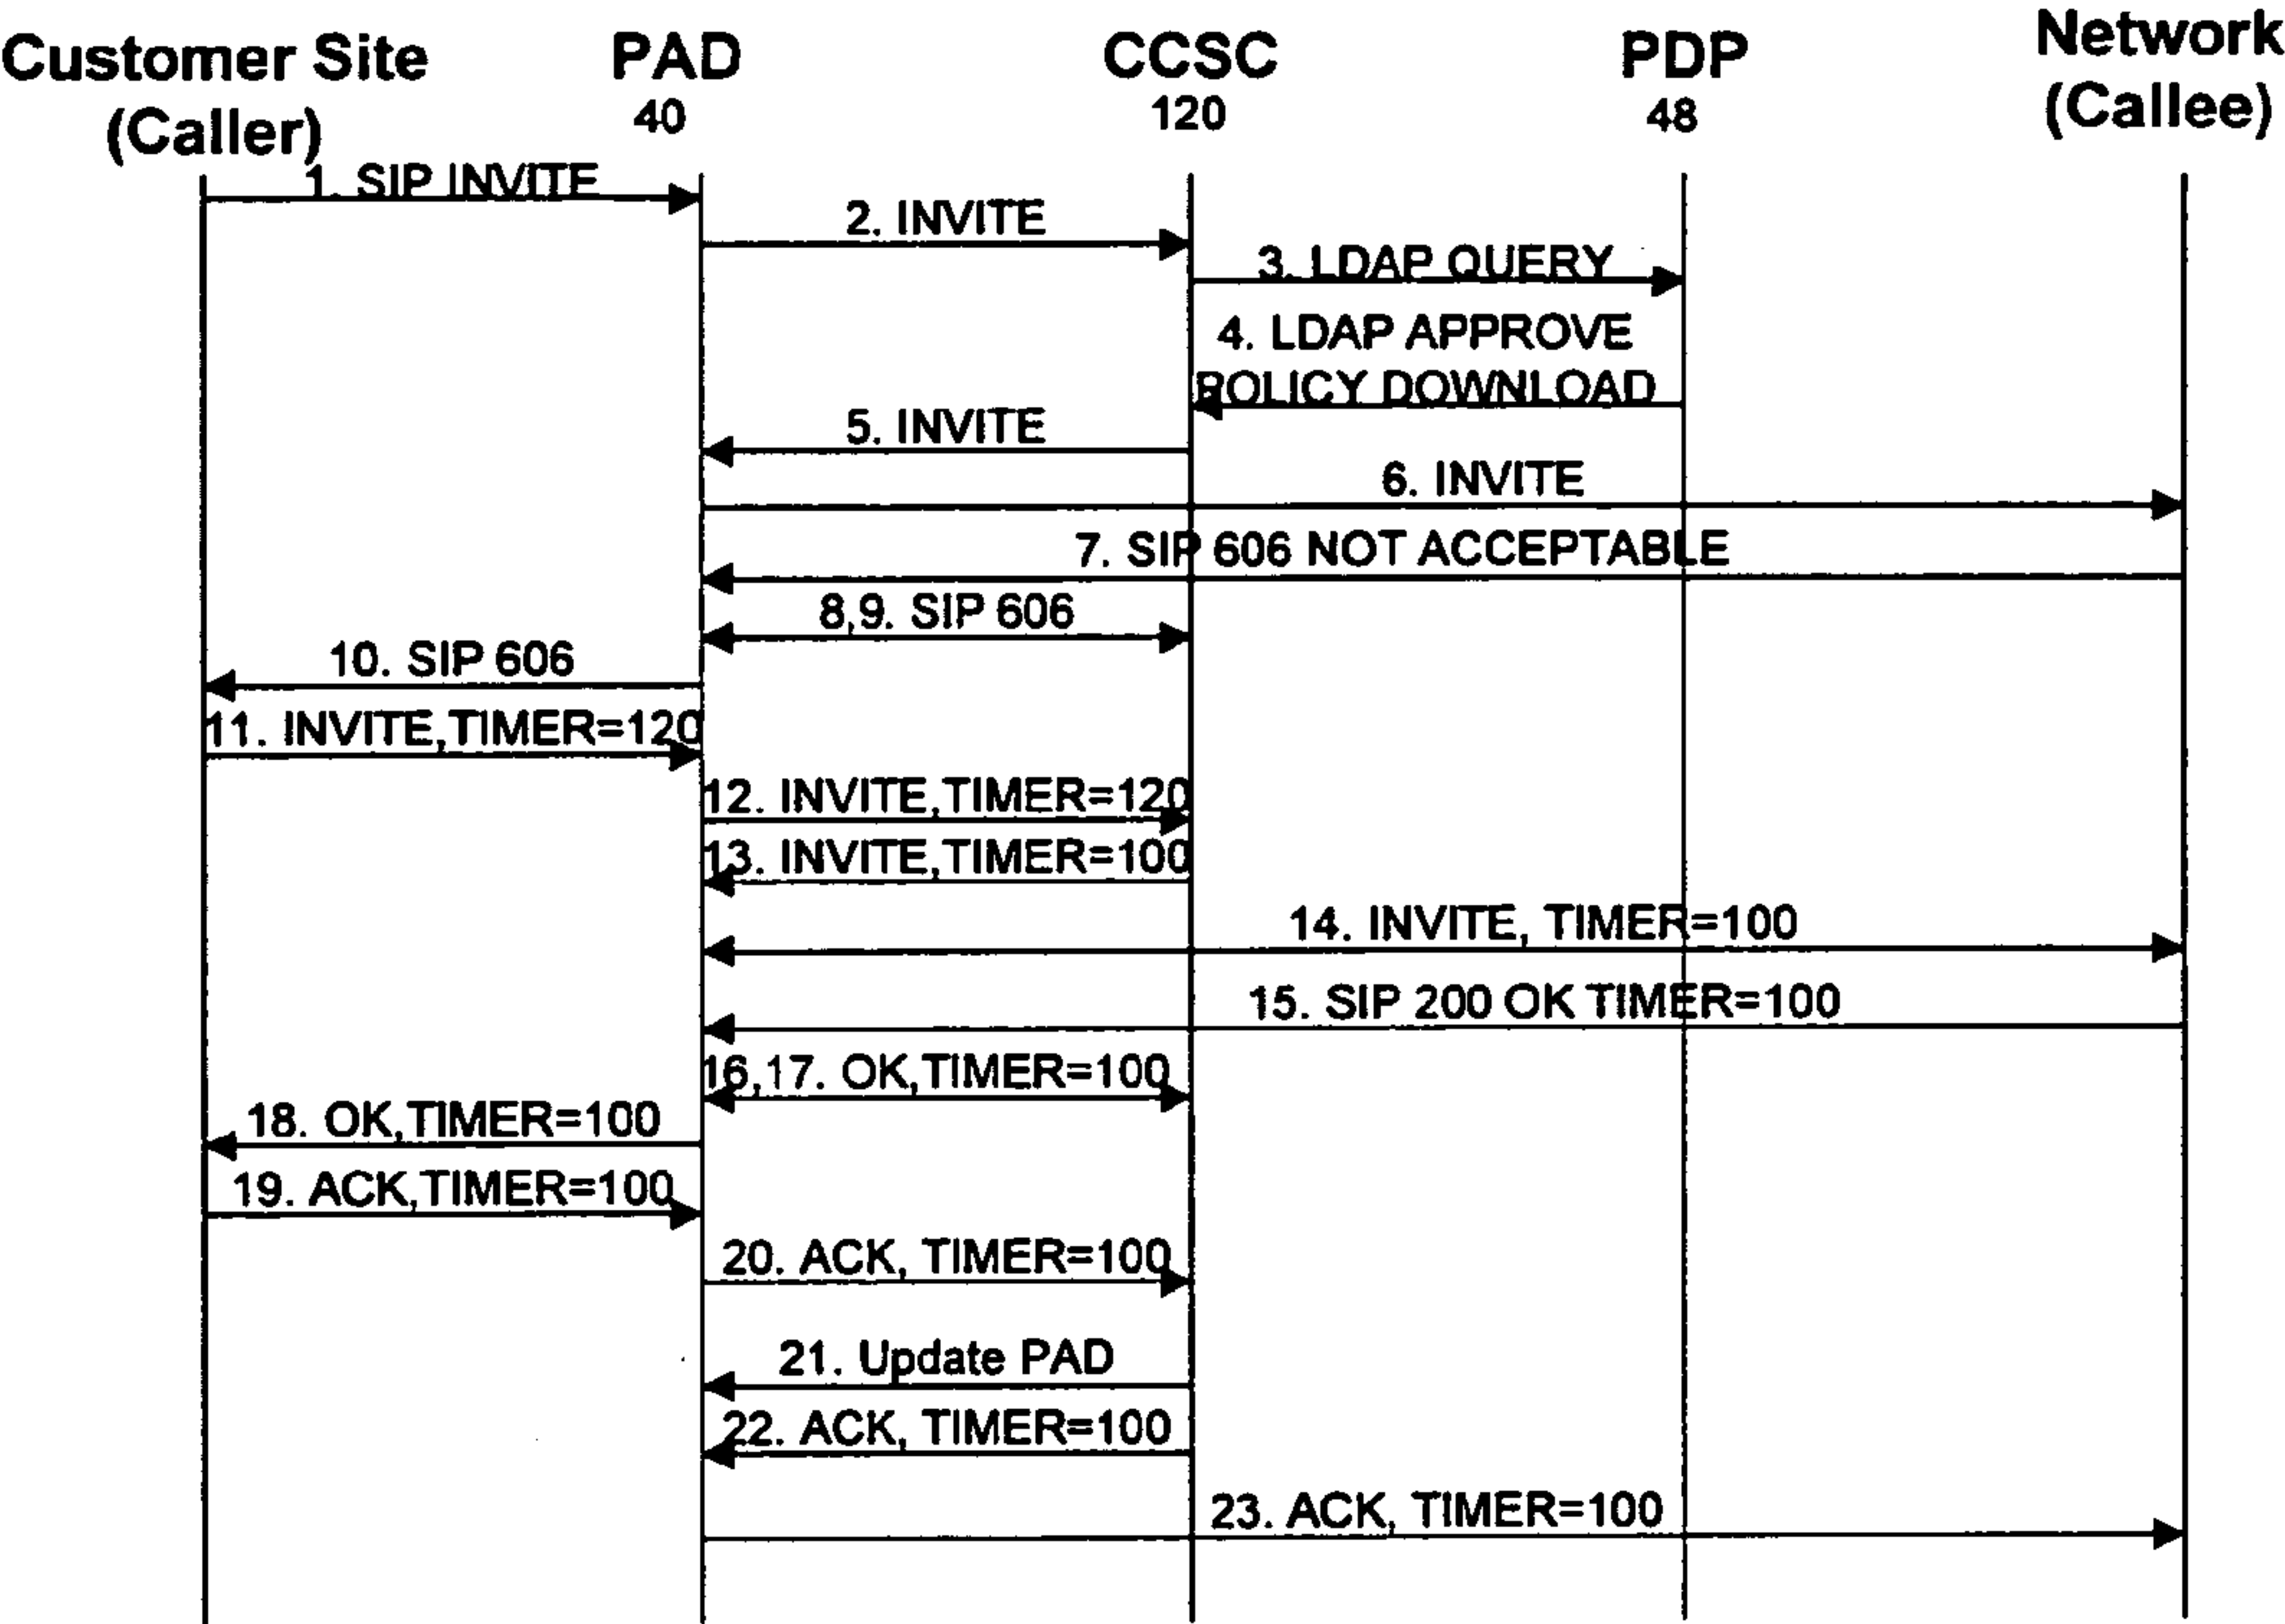 Customer Site
(Caller)
PAD
40
CCSC
120
PDP
48
Network
(Callee)
1. SIP INVITE
2. INVITE
3. LDAP QUERY
4. LDAP APPROVE
POLICY DOWNLOAD
5. INVITE
6. INVITE
7. SIP 606 NOT ACCEPTABLE
8,9. SIP 606
10. SIP 606
11. INVITE,TIMER=120
12. INVITE,TIMER=120
13. INVITE,TIMER=100
14. INVITE, TIMER=100
15. SIP 200 OK TIMER=100
16,17. OK,TIMER=100
18. OK,TIMER=100
19. ACK,TIMER=100
20. ACK, TIMER=100
21. Update PAD
22. ACK, TIMER=100
23. ACK, TIMER=100